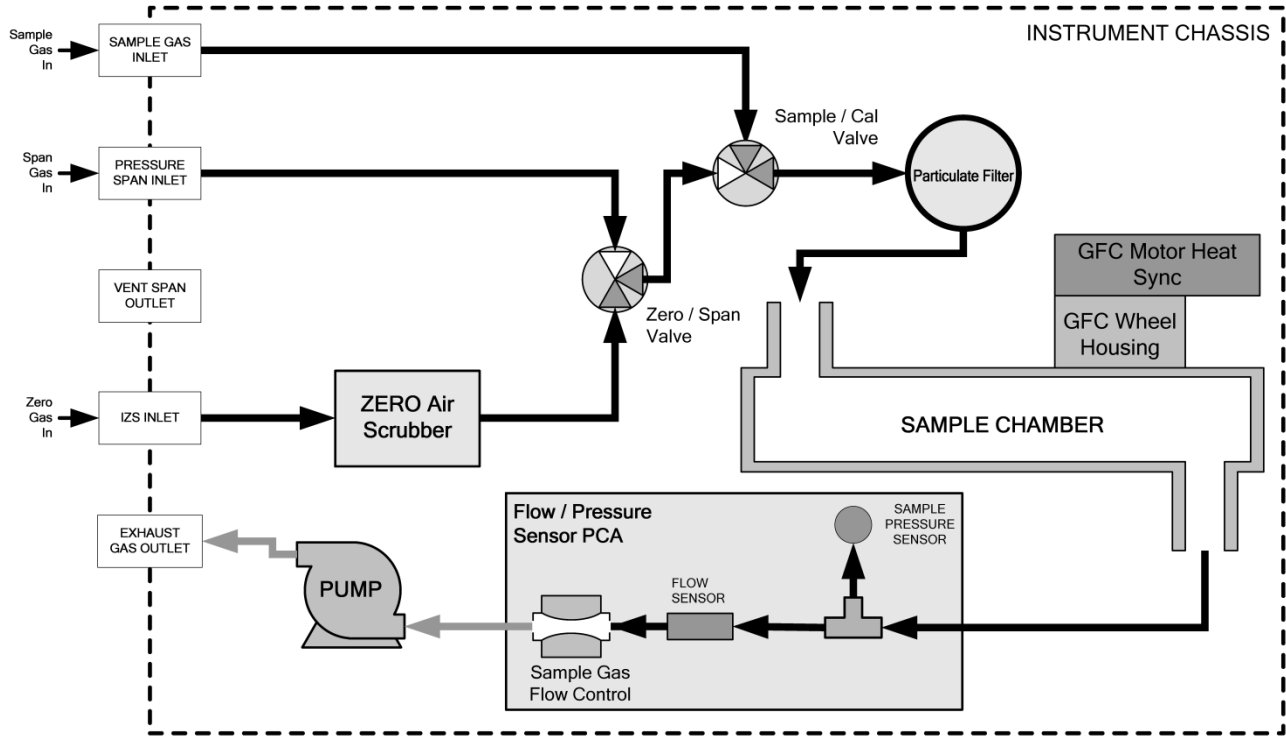 INSTRUMENT CHASSIS
Sample
Gas
In
SAMPLE GAS
INLET
Sample / Cal
Valve
Particulate Filter
Span
Gas
In
PRESSURE
SPAN INLET
GFC Motor Heat
Sync
GFC Wheel
Housing
VENT SPAN
OUTLET
Zero / Span
Valve
Zero
Gas
In
IZS INLET
ZERO Air
Scrubber
SAMPLE CHAMBER
EXHAUST
GAS OUTLET
PUMP
Flow / Pressure
Sensor PCA
SAMPLE
PRESSURE
SENSOR
FLOW
SENSOR
Sample Gas
Flow Control